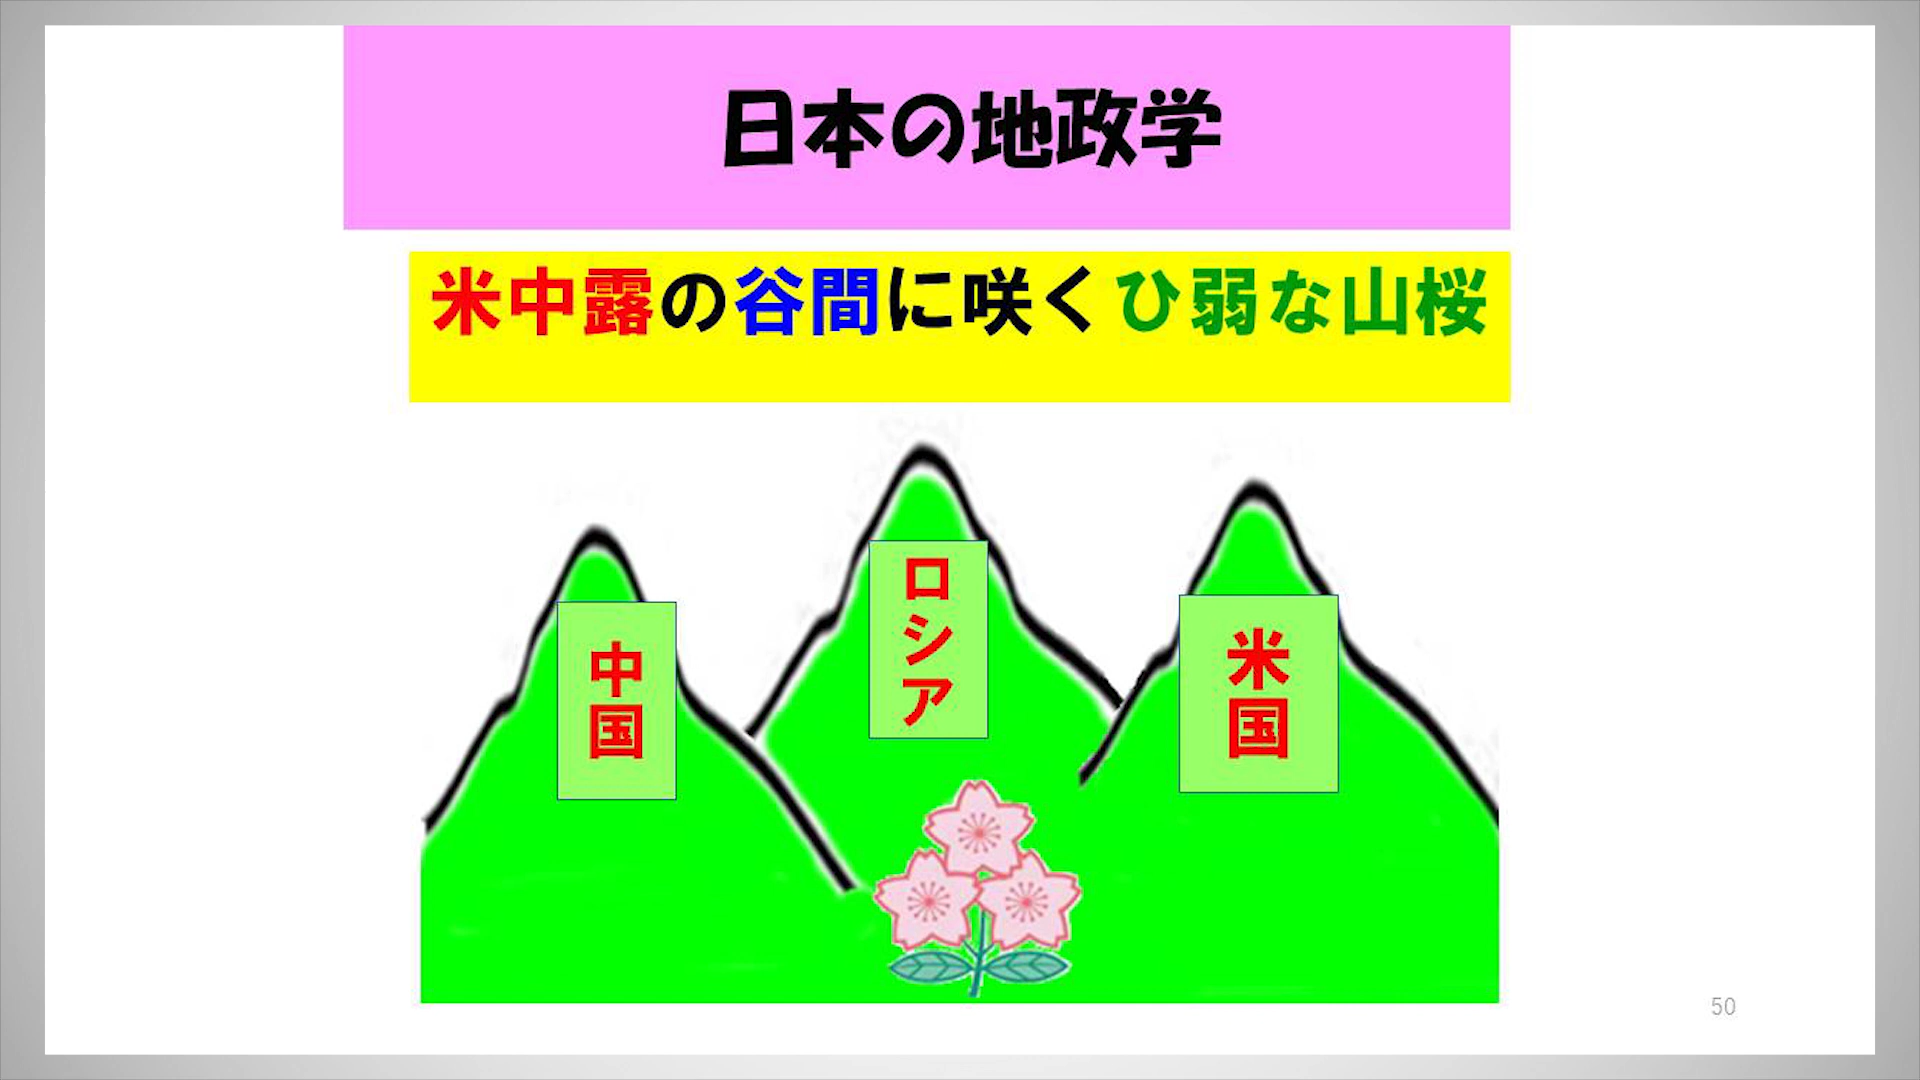 日本の地政学
米中露の谷間に咲くひ弱な山桜
中国
ロシア
米国
50